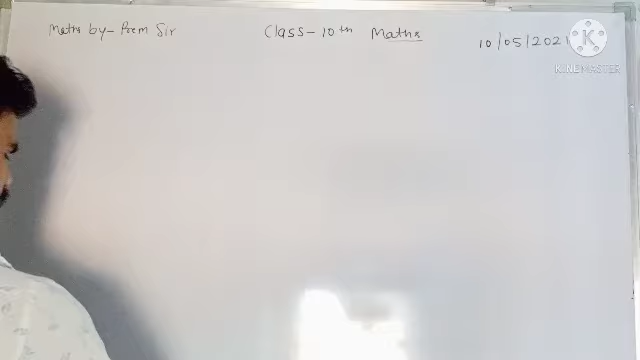 Maths by- Prem Sir
Class-10th Maths
10/05/2021
KINEMASTER